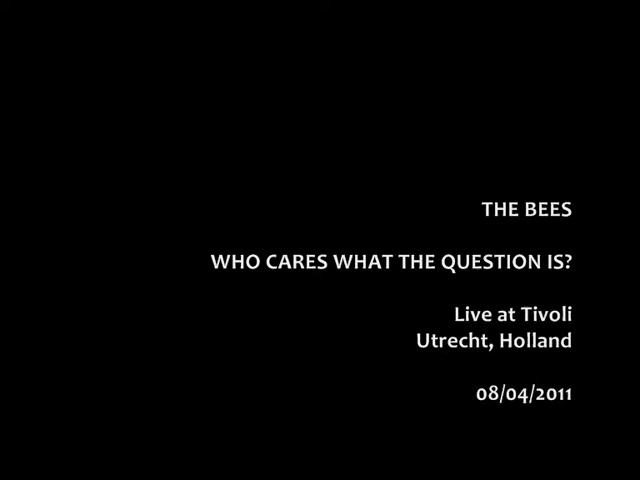 THE BEES
WHO CARES WHAT THE QUESTION IS?
Live at Tivoli
Utrecht, Holland
08/04/2011